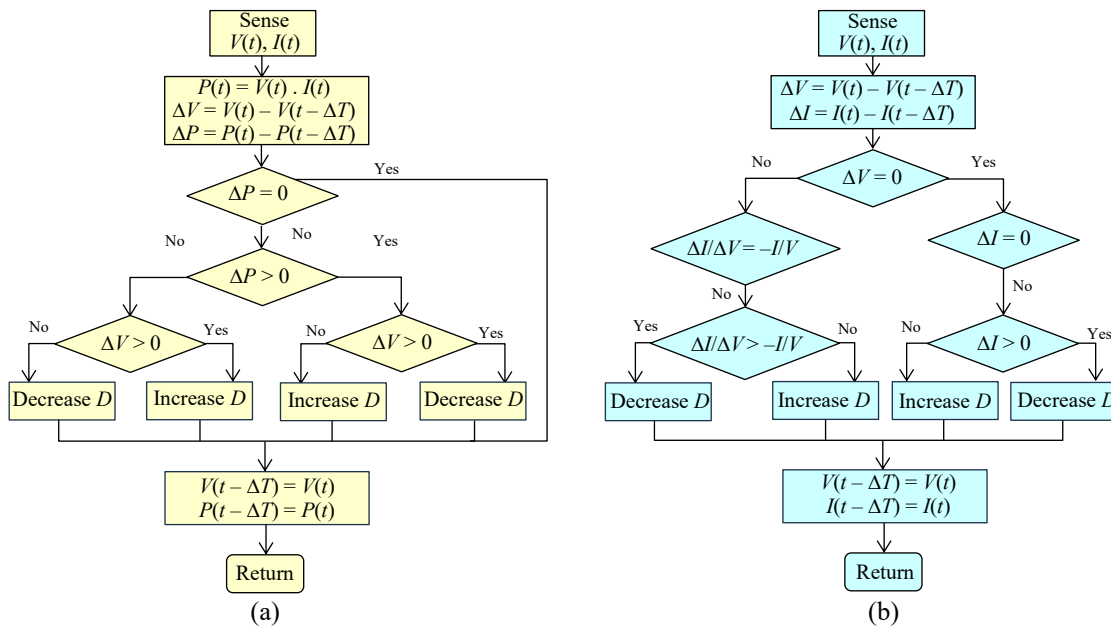 Sense
V(t), I(t)
P(t) = V(t) . I(t)
ΔV = V(t) – V(t – ΔT)
ΔP = P(t) – P(t – ΔT)
Yes
ΔP = 0
No
No
Yes
ΔP > 0
No
Yes
No
Yes
ΔV > 0
ΔV > 0
Decrease D
Increase D
Increase D
Decrease D
V(t – ΔT) = V(t)
P(t – ΔT) = P(t)
Return
(a)
Sense
V(t), I(t)
ΔV = V(t) – V(t – ΔT)
ΔI = I(t) – I(t – ΔT)
No
Yes
ΔV = 0
ΔI/ΔV = –I/V
ΔI = 0
No
No
Yes
No
No
Yes
ΔI/ΔV > –I/V
ΔI > 0
Decrease D
Increase D
Increase D
Decrease D
V(t – ΔT) = V(t)
I(t – ΔT) = I(t)
Return
(b)